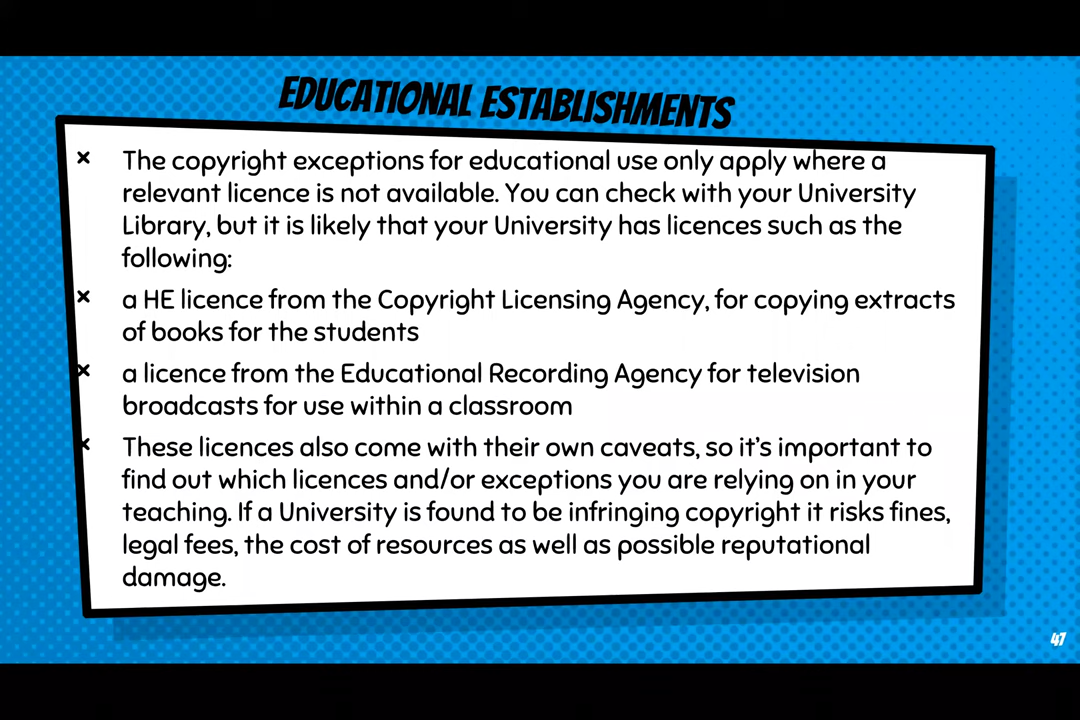 EDUCATIONAL ESTABLISHMENTS
× The copyright exceptions for educational use only apply where a
relevant licence is not available. You can check with your University
Library, but it is likely that your University has licences such as the
following:
× a HE licence from the Copyright Licensing Agency, for copying extracts
of books for the students
× a licence from the Educational Recording Agency for television
broadcasts for use within a classroom
× These licences also come with their own caveats, so it's important to
find out which licences and/or exceptions you are relying on in your
teaching. If a University is found to be infringing copyright it risks fines,
legal fees, the cost of resources as well as possible reputational
damage.
47